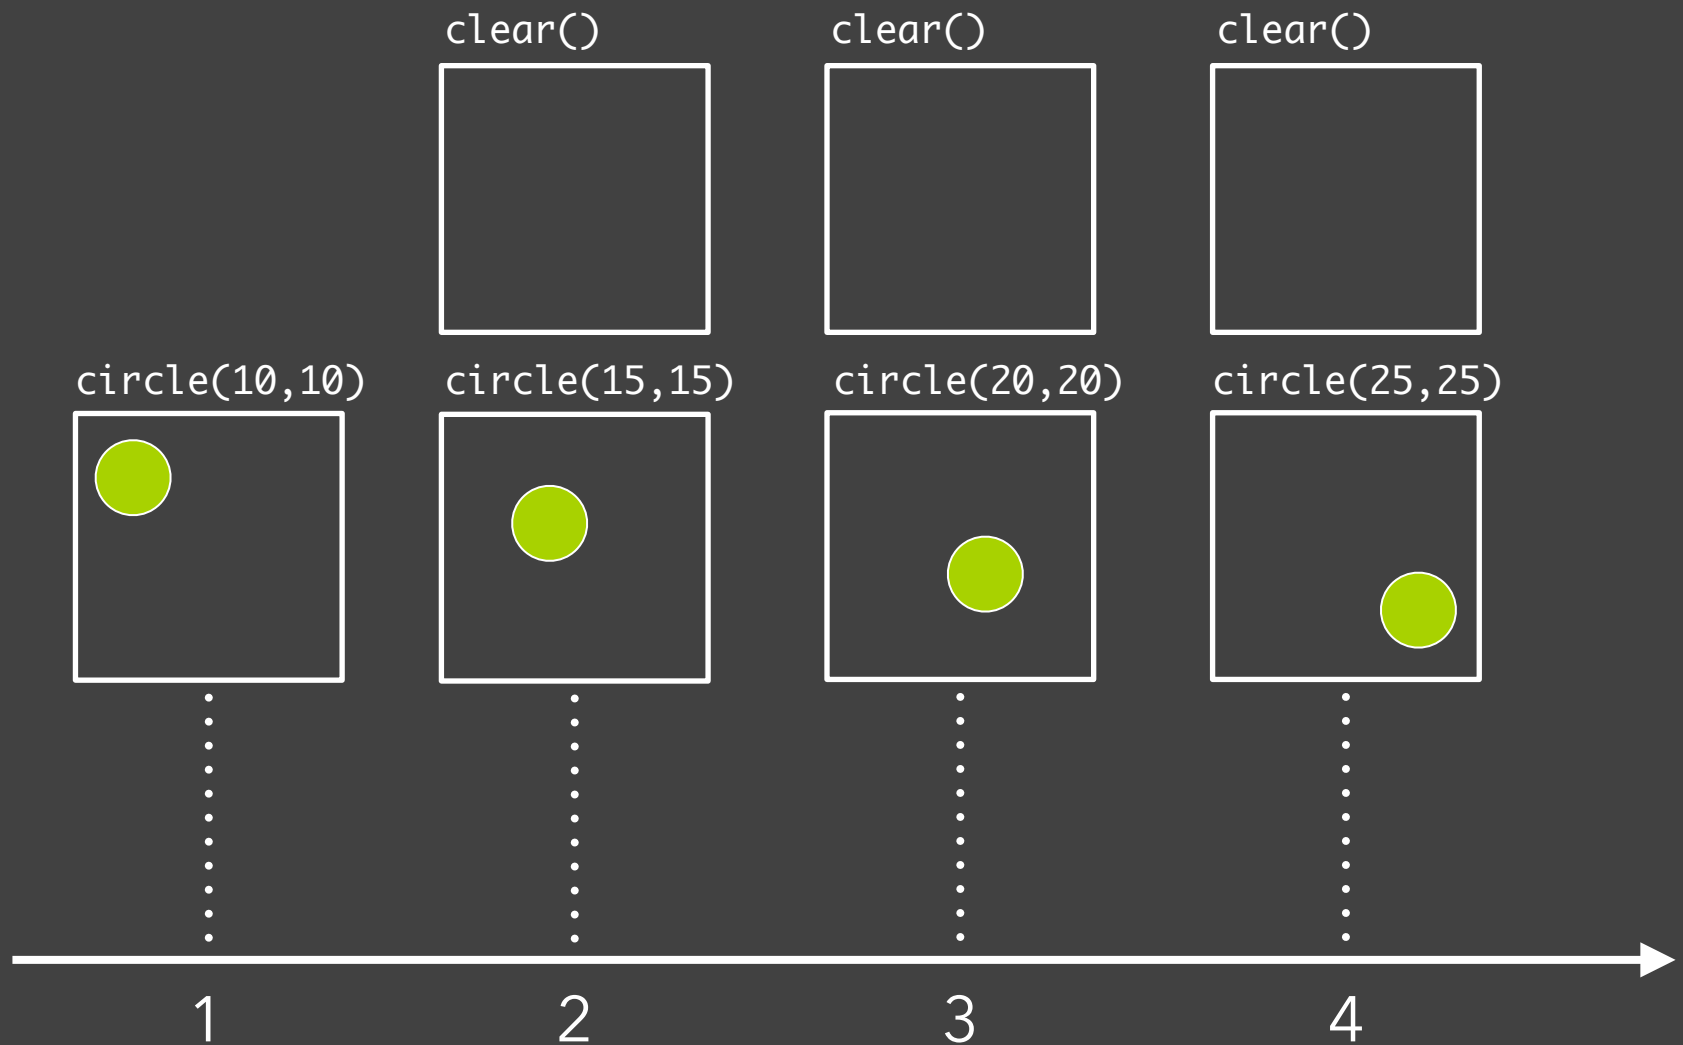 clear() clear() clear()
circle(10,10) circle(15,15) circle(20,20) circle(25,25)
1 2 3 4